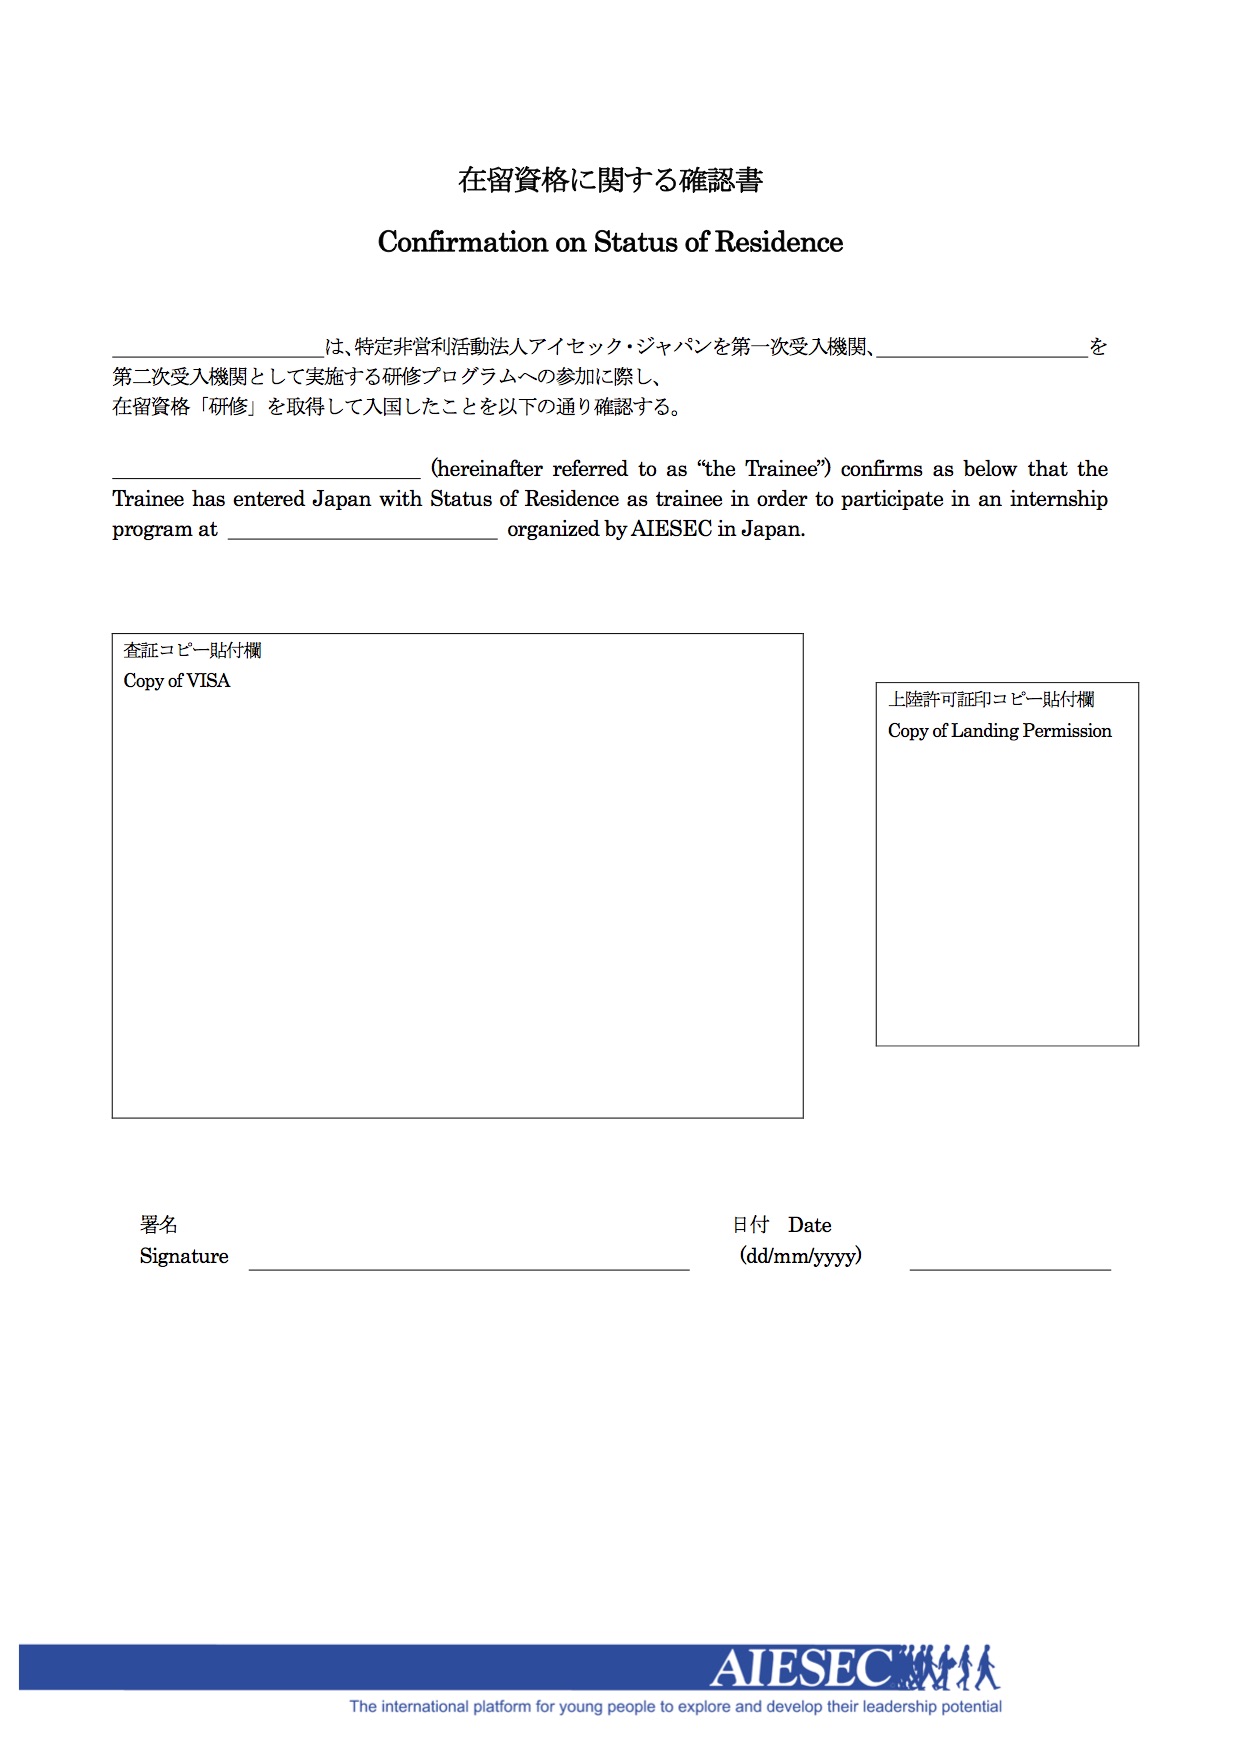 在留資格に関する確認書
Confirmation on Status of Residence
____________________は、特定非営利活動法人アイセック・ジャパンを第一次受入機関、____________________を
第二次受入機関として実施する研修プログラムへの参加に際し、
在留資格「研修」を取得して入国したことを以下の通り確認する。
____________________________ (hereinafter referred to as “the Trainee”) confirms as below that the
Trainee has entered Japan with Status of Residence as trainee in order to participate in an internship
program at ________________________ organized by AIESEC in Japan.
査証コピー貼付欄
Copy of VISA
上陸許可証印コピー貼付欄
Copy of Landing Permission
署名
Signature ________________________________________
日付 Date
(dd/mm/yyyy) __________________
AIESEC
The international platform for young people to explore and develop their leadership potential